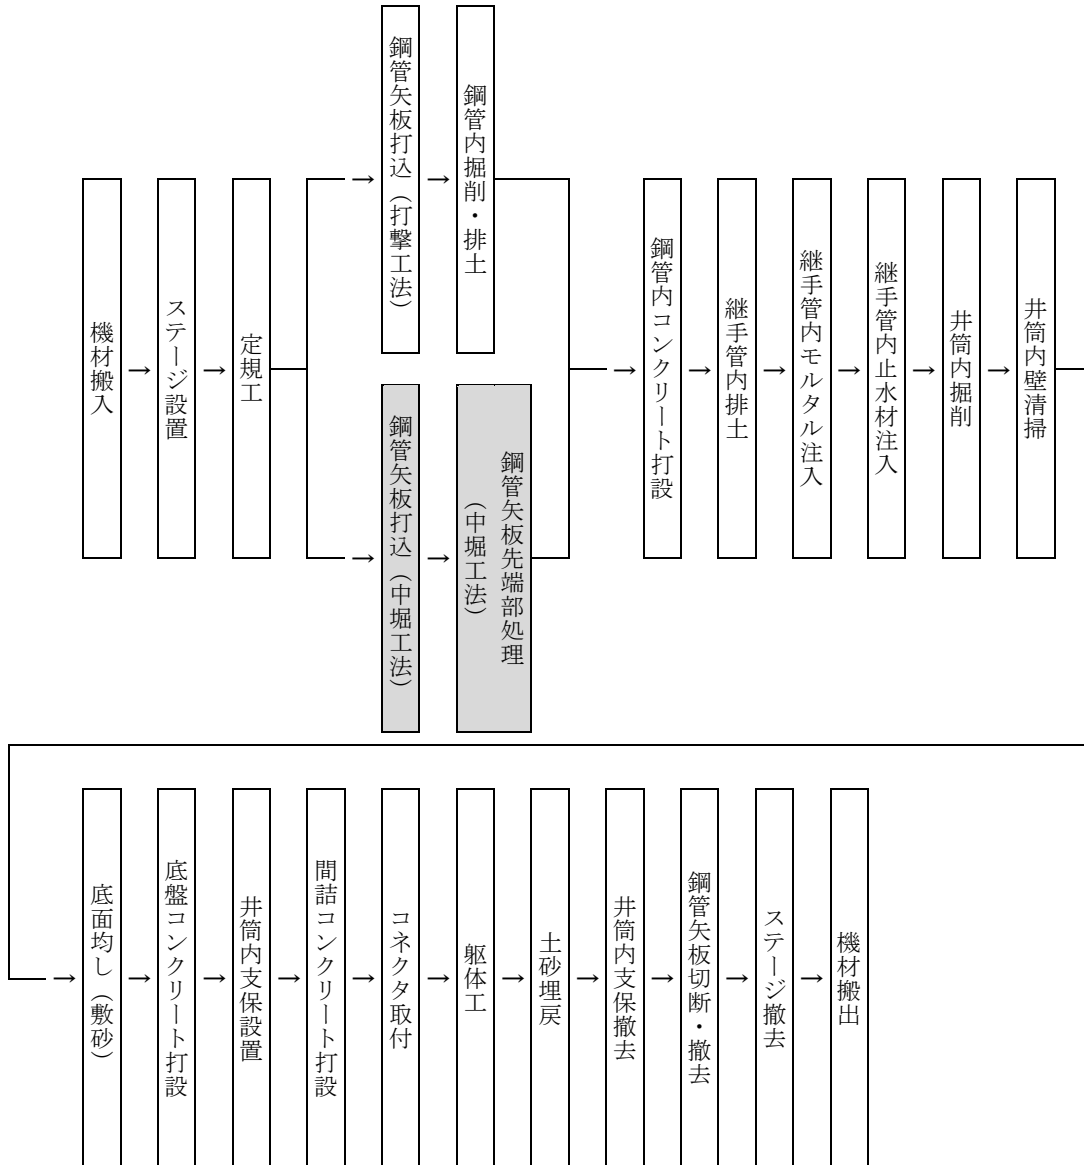 機材搬入
ステージ設置
定規工
鋼管矢板打込（打撃工法）
鋼管内掘削・排土
鋼管矢板打込（中堀工法）
鋼管矢板先端部処理
（中堀工法）
鋼管内コンクリート打設
継手管内排土
継手管内モルタル注入
継手管内止水材注入
井筒内掘削
井筒内壁清掃
底面均し（敷砂）
底盤コンクリート打設
井筒内支保設置
間詰コンクリート打設
コネクタ取付
躯体工
土砂埋戻
井筒内支保撤去
鋼管矢板切断・撤去
ステージ撤去
機材搬出